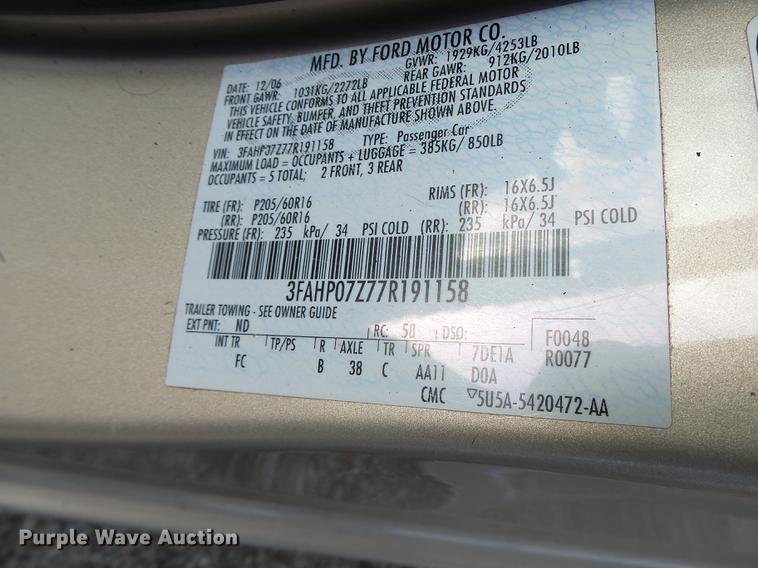 MFD. BY FORD MOTOR CO.
DATE: 12/06 GVWR: 1929KG/4253LB
FRONT GAWR: 1031KG/2272LB REAR GAWR: 912KG/2010LB
THIS VEHICLE CONFORMS TO ALL APPLICABLE FEDERAL MOTOR
VEHICLE SAFETY, BUMPER, AND THEFT PREVENTION STANDARDS
IN EFFECT ON THE DATE OF MANUFACTURE SHOWN ABOVE.
VIN: 3FAHP07Z77R191158 TYPE: Passenger Car
MAXIMUM LOAD = OCCUPANTS + LUGGAGE = 385KG/ 850LB
OCCUPANTS = 5 TOTAL; 2 FRONT, 3 REAR
TIRE (FR): P205/60R16 RIMS (FR): 16X6.5J
(RR): P205/60R16 (RR): 16X6.5J
PRESSURE (FR): 235 kPa/ 34 PSI COLD (RR): 235 kPa/ 34 PSI COLD
3FAHP07Z77R191158
TRAILER TOWING - SEE OWNER GUIDE
EXT PNT: ND RC: 58 DSO: F0048
INT TR TP/PS R AXLE TR SPR 7DE1A R0077
FC B 38 C AA11 D0A
CMC ▽5U5A-5420472-AA
Purple Wave Auction